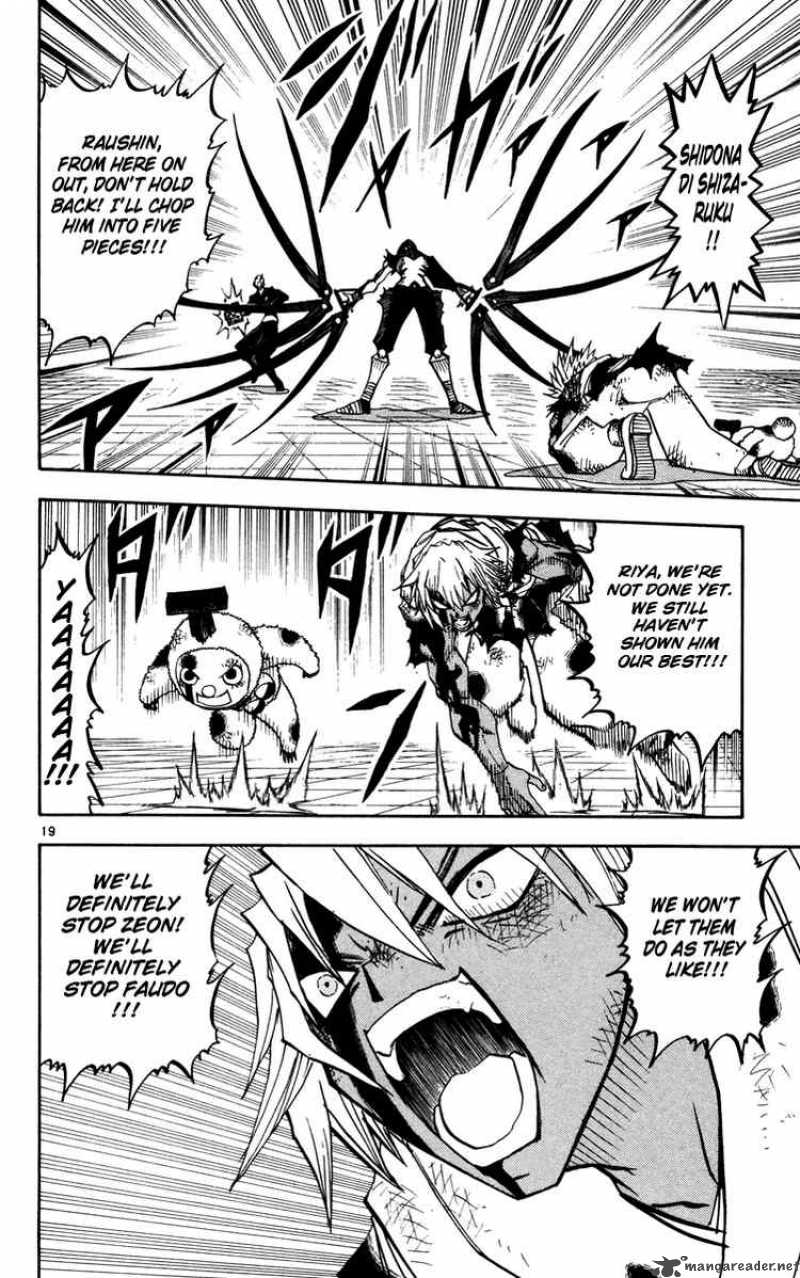 SHIDONA
DI SHIZA-
RUKU
!!
RAUSHIN,
FROM HERE ON
OUT, DON'T HOLD
BACK! I'LL CHOP
HIM INTO FIVE
PIECES!!!
RIYA, WE'RE
NOT DONE YET.
WE STILL
HAVEN'T
SHOWN HIM
OUR BEST!!!
YAAAAAAAA!!!
19
WE WON'T
LET THEM
DO AS THEY
LIKE!!!
WE'LL
DEFINITELY
STOP ZEON!
WE'LL
DEFINITELY
STOP FAUDO
!!!
mangareader.net